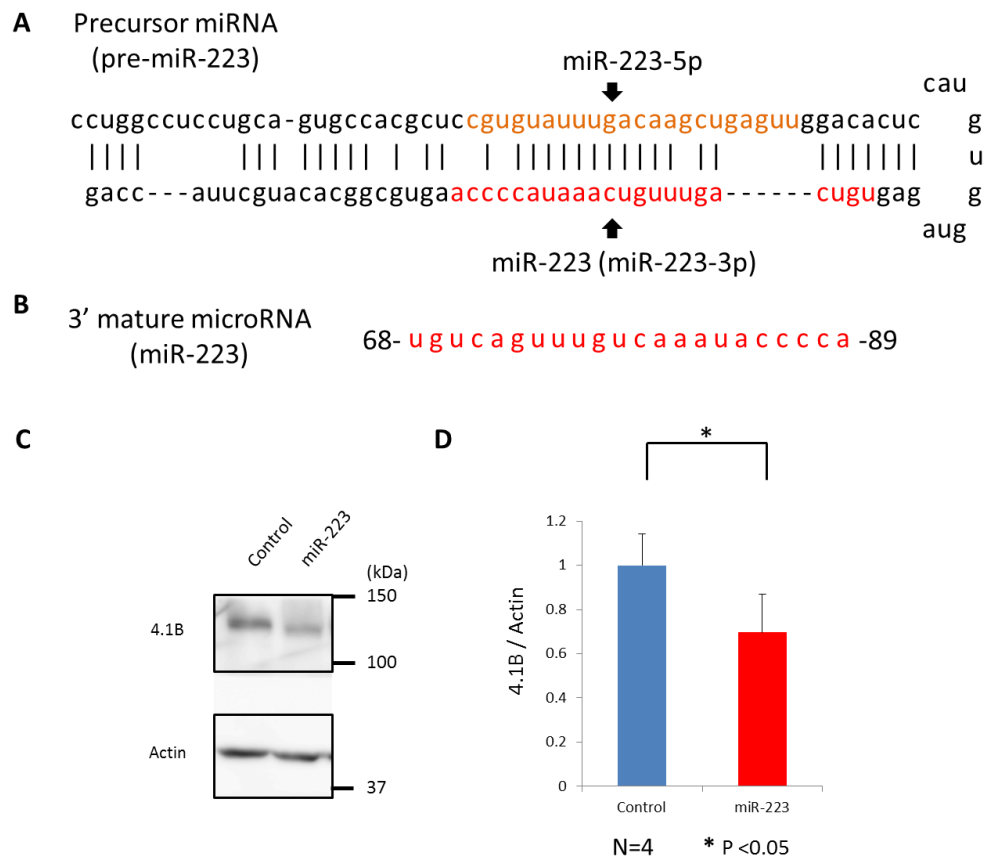 A
Precursor miRNA
(pre-miR-223)
miR-223-5p
cau
ccuggccuccugca-gugccacgcuccguguauuugacaagcugaguuggacacuc g
u
gacc---auucguacacggcgugaaccccauaaacuguuuga------cugugag g
aug
miR-223 (miR-223-3p)
B
3' mature microRNA
(miR-223)
68- ugucaguuugucaaauacccca -89
C
Control
miR-223
(kDa)
150
4.1B
100
Actin
37
D
*
4.1B / Actin
1.2
1
0.8
0.6
0.4
0.2
0
Control
miR-223
N=4
* P <0.05